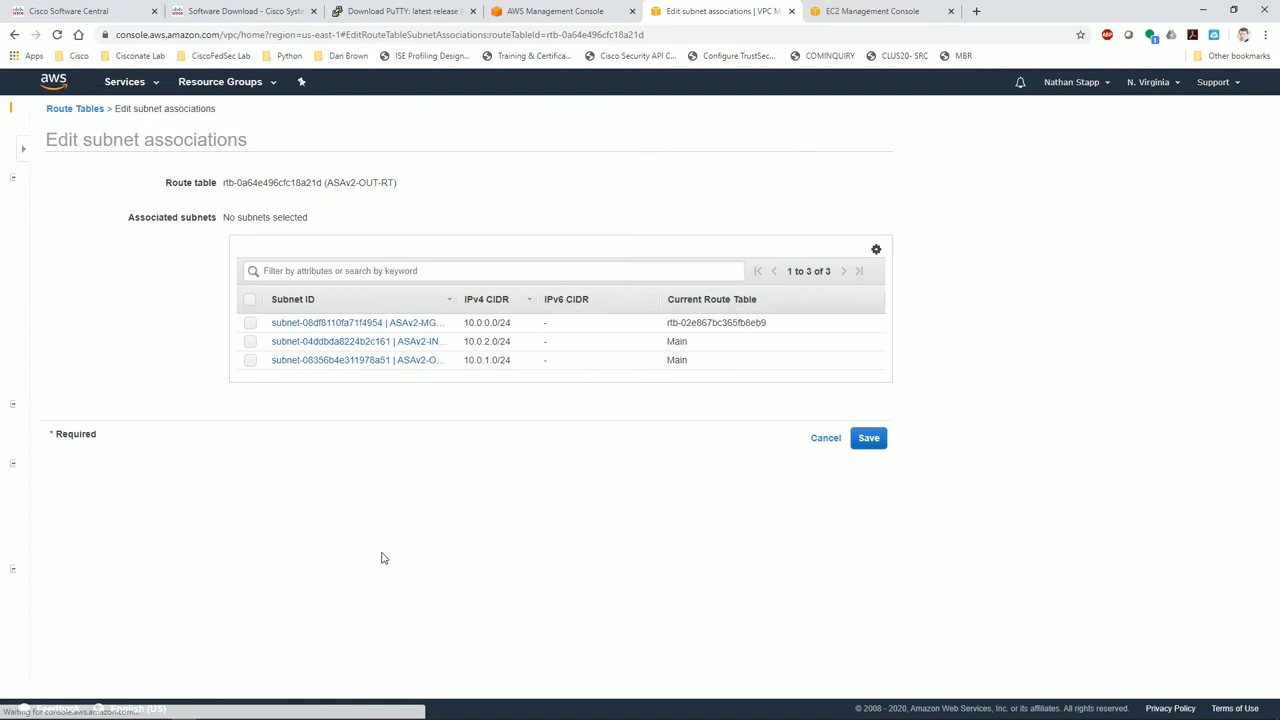 Cisco Software Central
Software Download - Cisco Syste
Download PuTTY: latest release
AWS Management Console
Edit subnet associations | VPC M
EC2 Management Console
console.aws.amazon.com/vpc/home?region=us-east-1#EditRouteTableSubnetAssociations:routeTableId=rtb-0a64e496cfc18a21d
Apps Cisco Cisconate Lab CiscoFedSec Lab Python Dan Brown ISE Profiling Design... Training & Certifica... Cisco Security API C... Configure TrustSec... COMINQUIRY CLUS20- SRC MBR Other bookmarks
aws Services Resource Groups Nathan Stapp N. Virginia Support
Route Tables > Edit subnet associations
Edit subnet associations
Route table rtb-0a64e496cfc18a21d (ASAv2-OUT-RT)
Associated subnets No subnets selected
Filter by attributes or search by keyword 1 to 3 of 3
Subnet ID IPv4 CIDR IPv6 CIDR Current Route Table
subnet-08df8110fa71f4954 | ASAv2-MG... 10.0.0.0/24 - rtb-02e867bc365fb8eb9
subnet-04ddbda8224b2c161 | ASAv2-IN... 10.0.2.0/24 - Main
subnet-08356b4e311978a51 | ASAv2-O... 10.0.1.0/24 - Main
* Required
Cancel Save
Waiting for console.aws.amazon.com... English (US)
© 2008 - 2020, Amazon Web Services, Inc. or its affiliates. All rights reserved. Privacy Policy Terms of Use